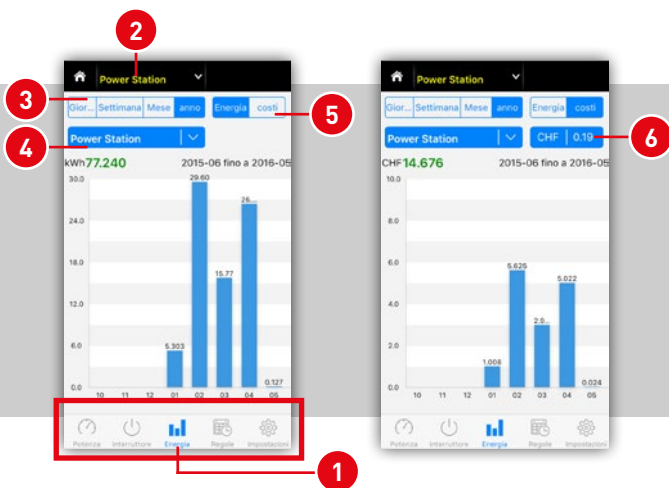 2
Power Station
3
Gior... Settimana Mese anno Energia costi
5
4
Power Station
kWh 77.240 2015-06 fino a 2016-05
30.0
24.0
18.0
12.0
6.0
0.0
5.303
29.60
15.77
26...
0.127
10 11 12 01 02 03 04 05
Potenza Interruttore Energia Regole Impostazioni
1
Power Station
Gior... Settimana Mese anno Energia costi
Power Station CHF 0.19
6
CHF 14.676 2015-06 fino a 2016-05
10.0
8.0
6.0
4.0
2.0
0.0
1.008
5.625
5.022
0.024
10 11 12 01 02 03 04 05
Potenza Interruttore Energia Regole Impostazioni